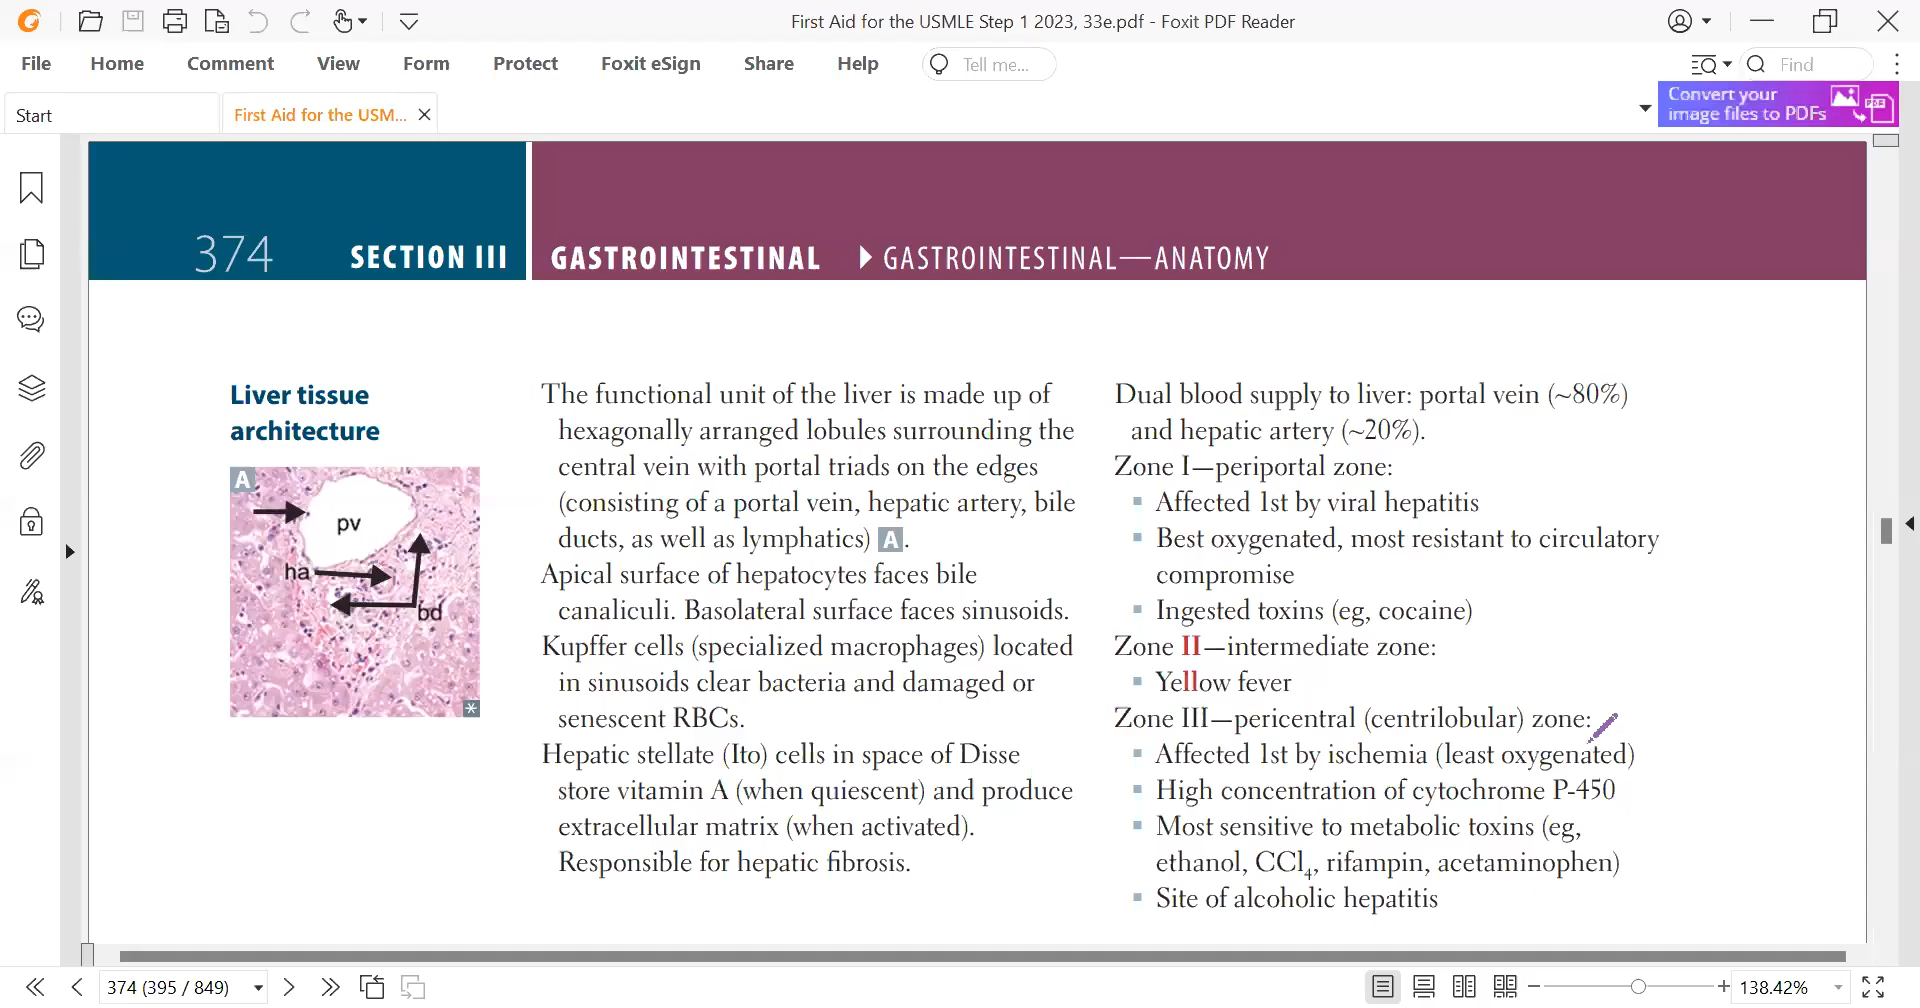 First Aid for the USMLE Step 1 2023, 33e.pdf - Foxit PDF Reader
File Home Comment View Form Protect Foxit eSign Share Help Tell me... Find
Start First Aid for the USM... Convert your
image files to PDFs
374 SECTION III GASTROINTESTINAL GASTROINTESTINAL—ANATOMY
Liver tissue
architecture
A
pv
ha
bd
*
The functional unit of the liver is made up of
hexagonally arranged lobules surrounding the
central vein with portal triads on the edges
(consisting of a portal vein, hepatic artery, bile
ducts, as well as lymphatics) A.
Apical surface of hepatocytes faces bile
canaliculi. Basolateral surface faces sinusoids.
Kupffer cells (specialized macrophages) located
in sinusoids clear bacteria and damaged or
senescent RBCs.
Hepatic stellate (Ito) cells in space of Disse
store vitamin A (when quiescent) and produce
extracellular matrix (when activated).
Responsible for hepatic fibrosis.
Dual blood supply to liver: portal vein (~80%)
and hepatic artery (~20%).
Zone I—periportal zone:
▪ Affected 1st by viral hepatitis
▪ Best oxygenated, most resistant to circulatory
compromise
▪ Ingested toxins (eg, cocaine)
Zone II—intermediate zone:
▪ Yellow fever
Zone III—pericentral (centrilobular) zone:
▪ Affected 1st by ischemia (least oxygenated)
▪ High concentration of cytochrome P-450
▪ Most sensitive to metabolic toxins (eg,
ethanol, CCl₄, rifampin, acetaminophen)
▪ Site of alcoholic hepatitis
374 (395 / 849) 138.42%